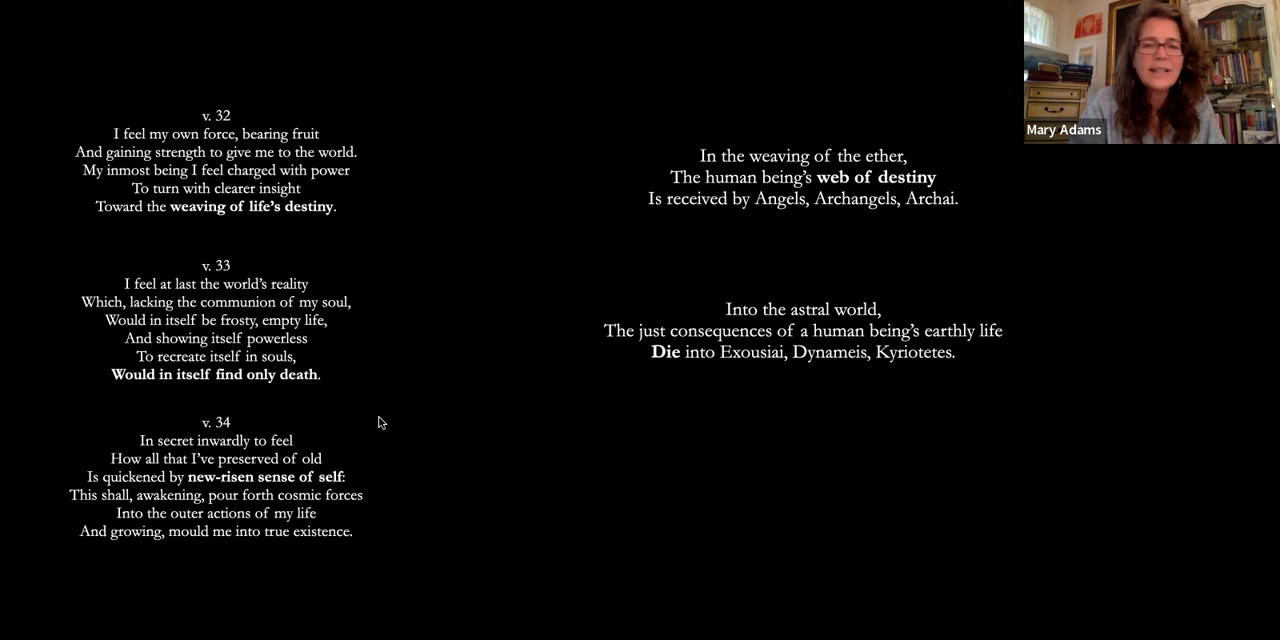 v. 32
I feel my own force, bearing fruit
And gaining strength to give me to the world.
My inmost being I feel charged with power
To turn with clearer insight
Toward the weaving of life's destiny.
v. 33
I feel at last the world's reality
Which, lacking the communion of my soul,
Would in itself be frosty, empty life,
And showing itself powerless
To recreate itself in souls,
Would in itself find only death.
v. 34
In secret inwardly to feel
How all that I've preserved of old
Is quickened by new-risen sense of self:
This shall, awakening, pour forth cosmic forces
Into the outer actions of my life
And growing, mould me into true existence.
In the weaving of the ether,
The human being's web of destiny
Is received by Angels, Archangels, Archai.
Into the astral world,
The just consequences of a human being's earthly life
Die into Exousiai, Dynameis, Kyriotetes.
Mary Adams